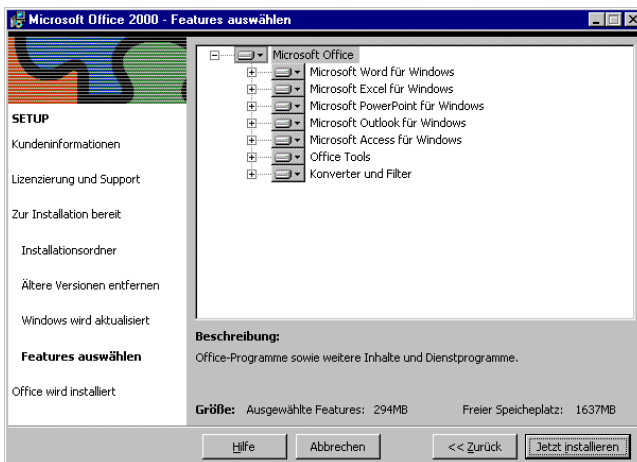 Microsoft Office 2000 - Features auswählen
SETUP
Kundeninformationen
Lizenzierung und Support
Zur Installation bereit
Installationsordner
Ältere Versionen entfernen
Windows wird aktualisiert
Features auswählen
Office wird installiert
Microsoft Office
Microsoft Word für Windows
Microsoft Excel für Windows
Microsoft PowerPoint für Windows
Microsoft Outlook für Windows
Microsoft Access für Windows
Office Tools
Konverter und Filter
Beschreibung:
Office-Programme sowie weitere Inhalte und Dienstprogramme.
Größe: Ausgewählte Features: 294MB Freier Speicheplatz: 1637MB
Hilfe Abbrechen << Zurück Jetzt installieren